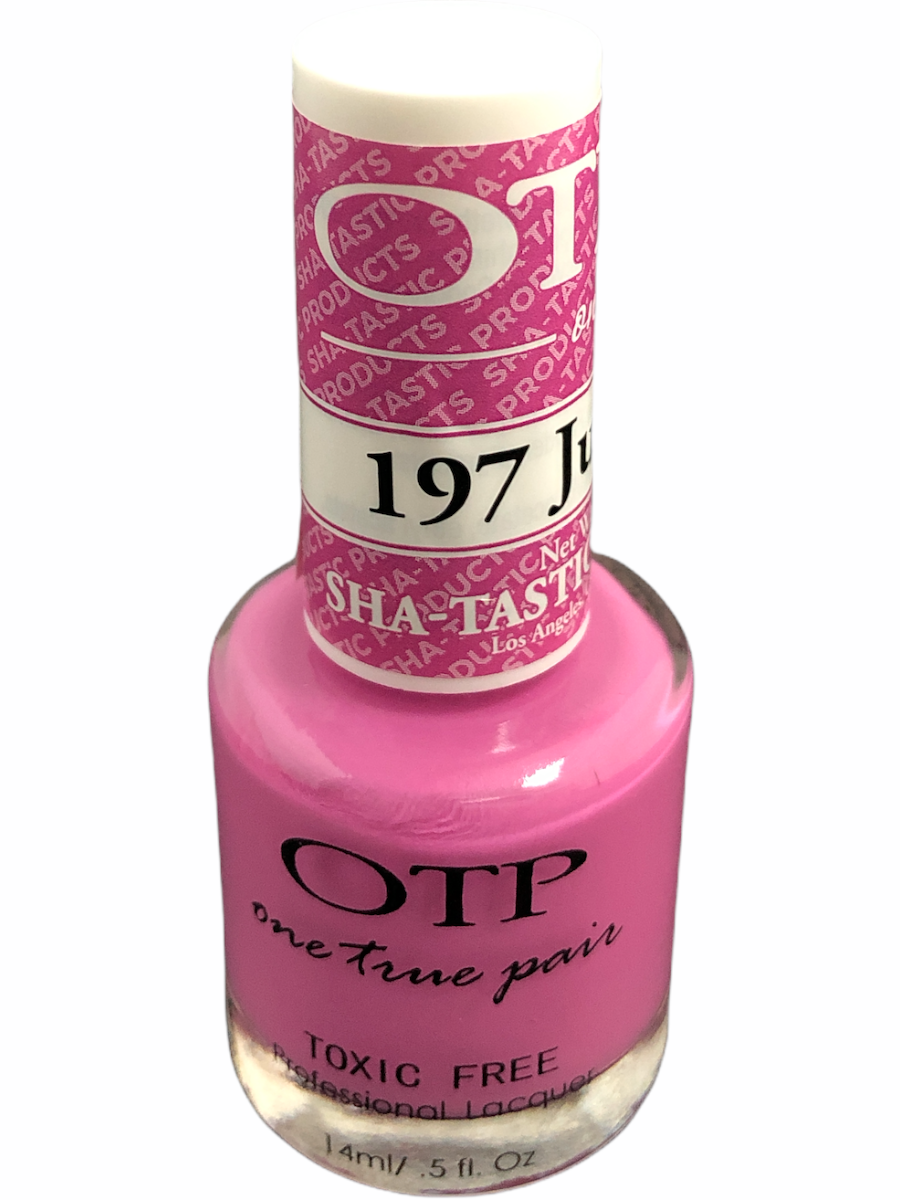 OT
197 Ju
Net W
SHA-TASTIC
Los Angeles
OTP
one true pair
TOXIC FREE
Professional Lacquer
14ml/ .5 fl. Oz